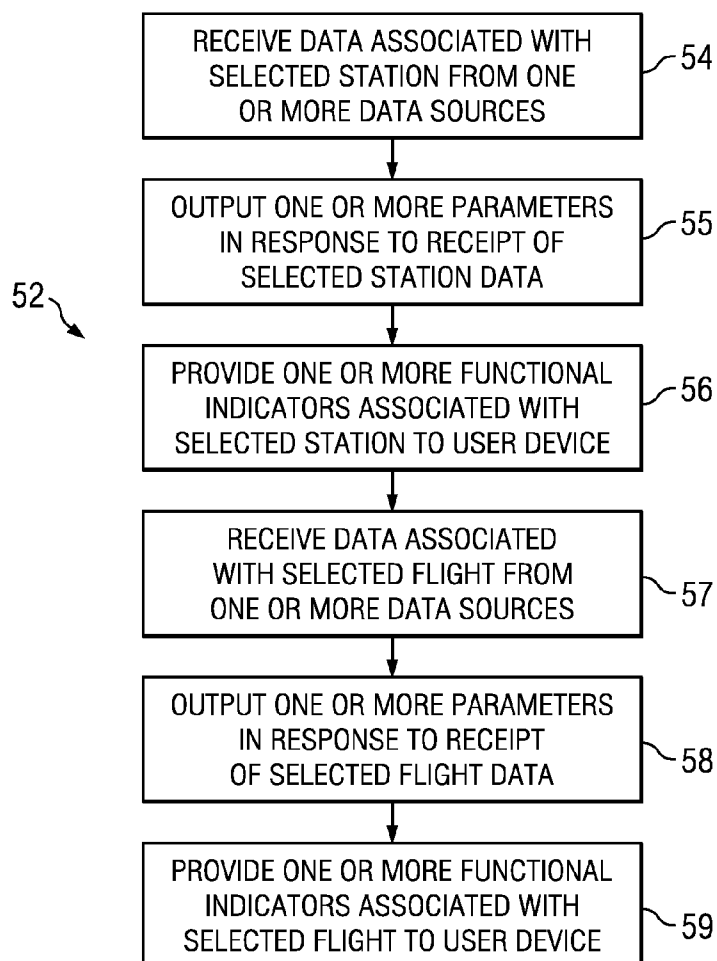 RECEIVE DATA ASSOCIATED WITH
SELECTED STATION FROM ONE
OR MORE DATA SOURCES
54
OUTPUT ONE OR MORE PARAMETERS
IN RESPONSE TO RECEIPT OF
SELECTED STATION DATA
55
52
PROVIDE ONE OR MORE FUNCTIONAL
INDICATORS ASSOCIATED WITH
SELECTED STATION TO USER DEVICE
56
RECEIVE DATA ASSOCIATED
WITH SELECTED FLIGHT FROM
ONE OR MORE DATA SOURCES
57
OUTPUT ONE OR MORE PARAMETERS
IN RESPONSE TO RECEIPT
OF SELECTED FLIGHT DATA
58
PROVIDE ONE OR MORE FUNCTIONAL
INDICATORS ASSOCIATED WITH
SELECTED FLIGHT TO USER DEVICE
59